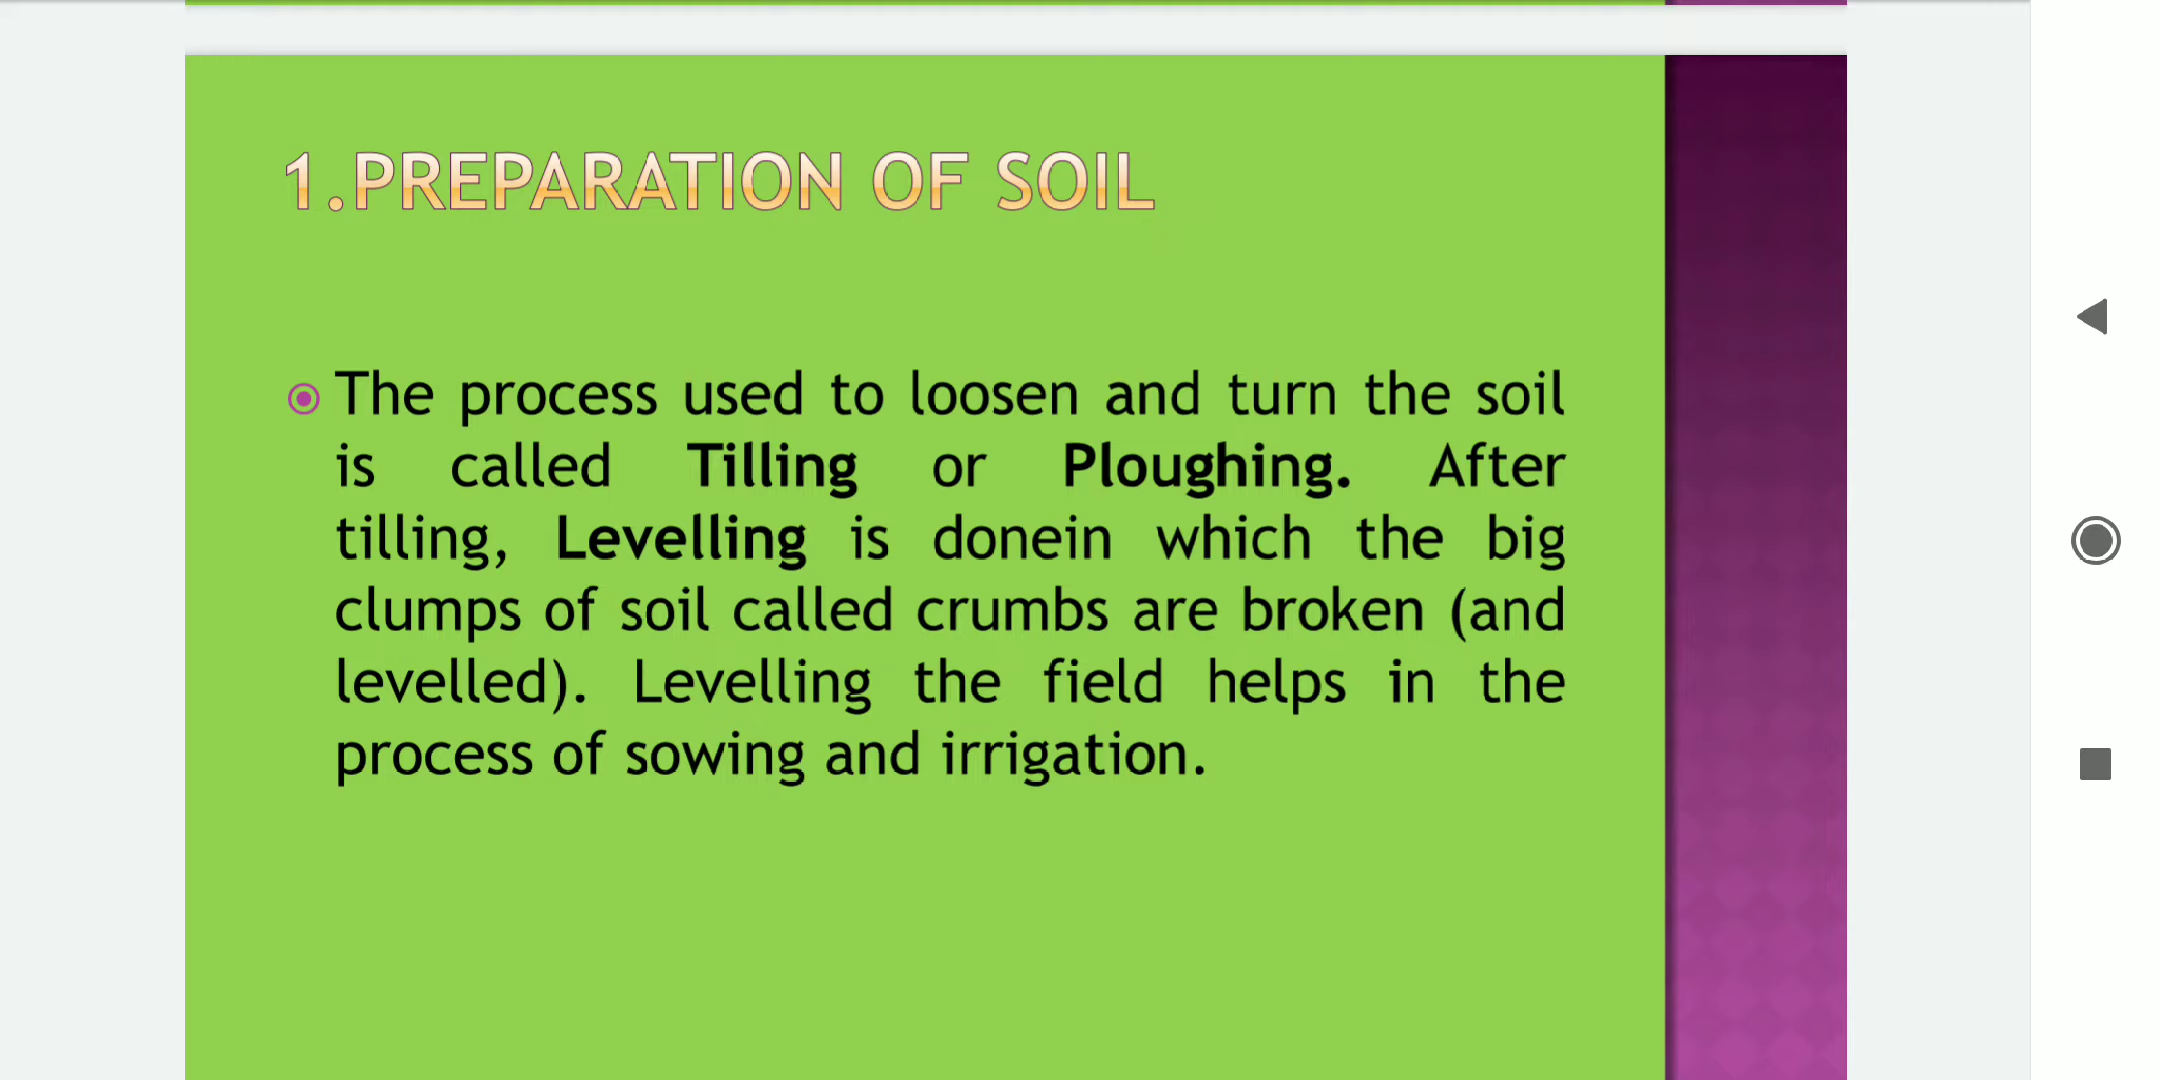 1.PREPARATION OF SOIL
The process used to loosen and turn the soil
is called Tilling or Ploughing. After
tilling, Levelling is donein which the big
clumps of soil called crumbs are broken (and
levelled). Levelling the field helps in the
process of sowing and irrigation.